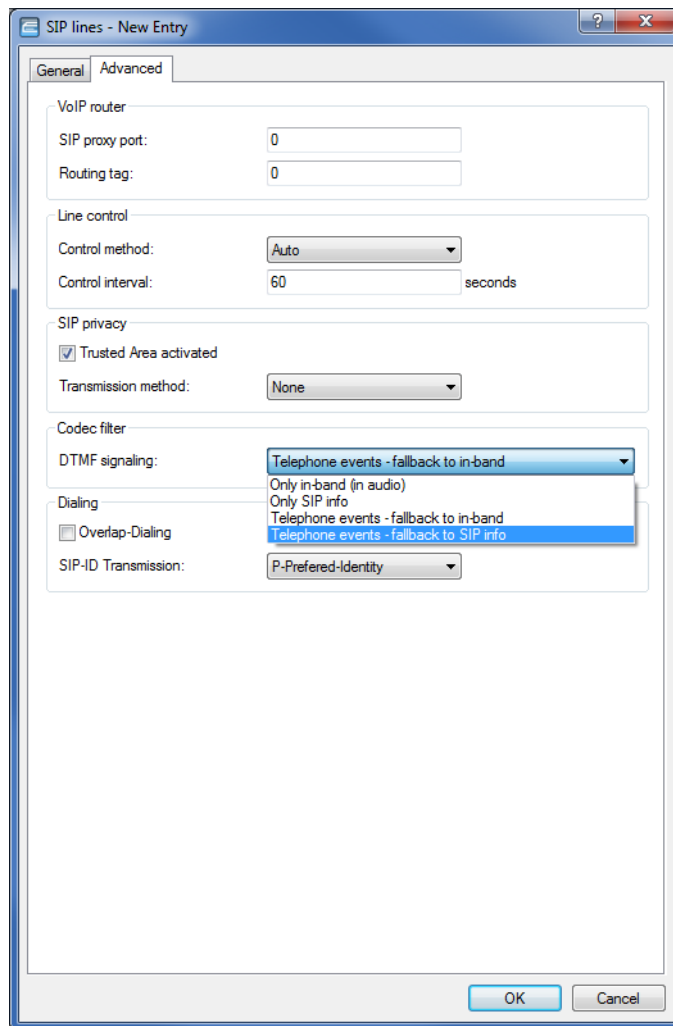 SIP lines - New Entry
General Advanced
VoIP router
SIP proxy port: 0
Routing tag: 0
Line control
Control method: Auto
Control interval: 60 seconds
SIP privacy
Trusted Area activated
Transmission method: None
Codec filter
DTMF signaling: Telephone events - fallback to in-band
Only in-band (in audio)
Only SIP info
Telephone events - fallback to in-band
Telephone events - fallback to SIP info
Dialing
Overlap-Dialing
SIP-ID Transmission: P-Prefered-Identity
OK Cancel